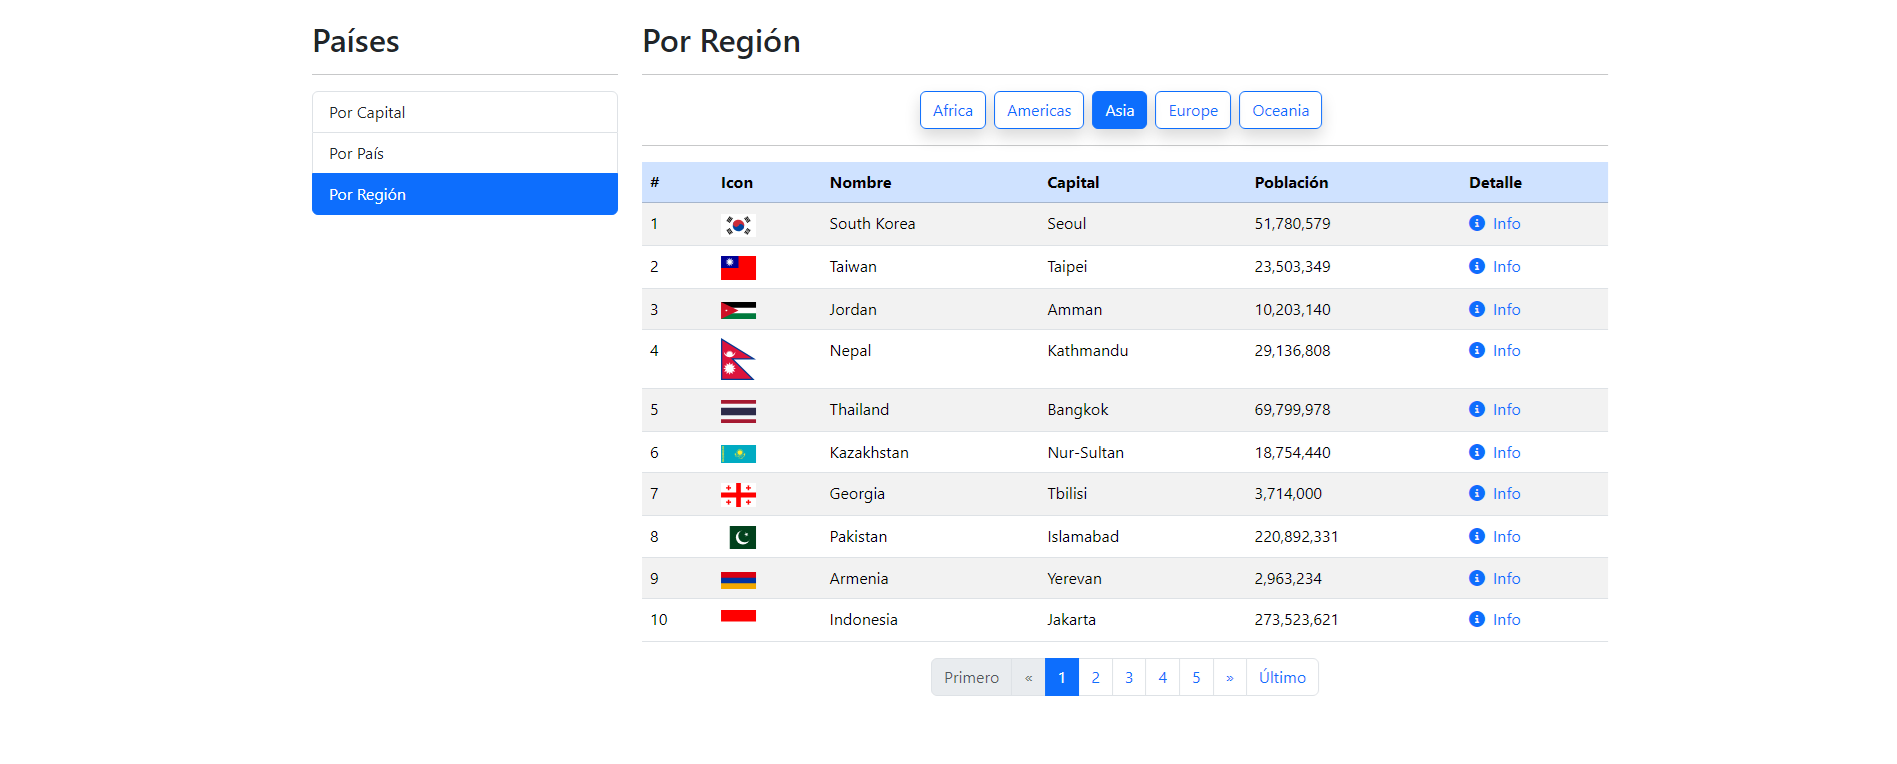 Países
Por Capital
Por País
Por Región
Por Región
Africa Americas Asia Europe Oceania
# Icon Nombre Capital Población Detalle
1 South Korea Seoul 51,780,579 Info
2 Taiwan Taipei 23,503,349 Info
3 Jordan Amman 10,203,140 Info
4 Nepal Kathmandu 29,136,808 Info
5 Thailand Bangkok 69,799,978 Info
6 Kazakhstan Nur-Sultan 18,754,440 Info
7 Georgia Tbilisi 3,714,000 Info
8 Pakistan Islamabad 220,892,331 Info
9 Armenia Yerevan 2,963,234 Info
10 Indonesia Jakarta 273,523,621 Info
Primero « 1 2 3 4 5 » Último